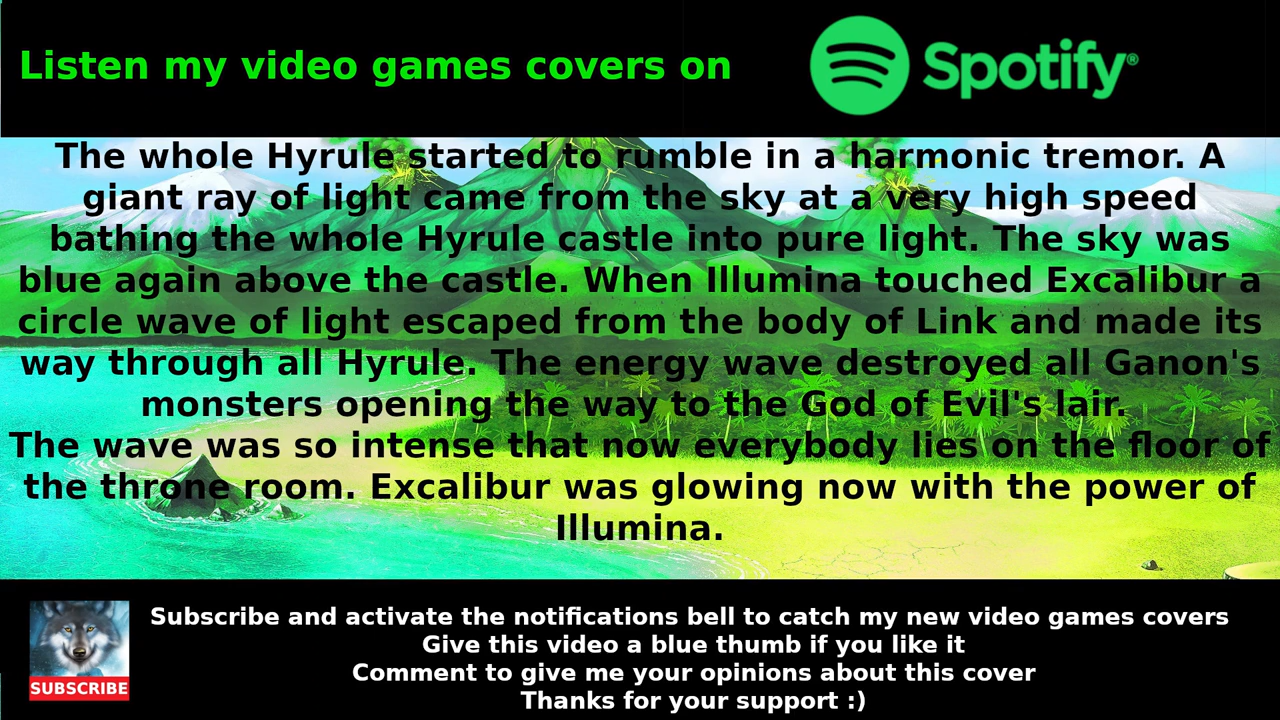 Listen my video games covers on
Spotify®
The whole Hyrule started to rumble in a harmonic tremor. A
giant ray of light came from the sky at a very high speed
bathing the whole Hyrule castle into pure light. The sky was
blue again above the castle. When Illumina touched Excalibur a
circle wave of light escaped from the body of Link and made its
way through all Hyrule. The energy wave destroyed all Ganon's
monsters opening the way to the God of Evil's lair.
The wave was so intense that now everybody lies on the floor of
the throne room. Excalibur was glowing now with the power of
Illumina.
SUBSCRIBE
Subscribe and activate the notifications bell to catch my new video games covers
Give this video a blue thumb if you like it
Comment to give me your opinions about this cover
Thanks for your support :)